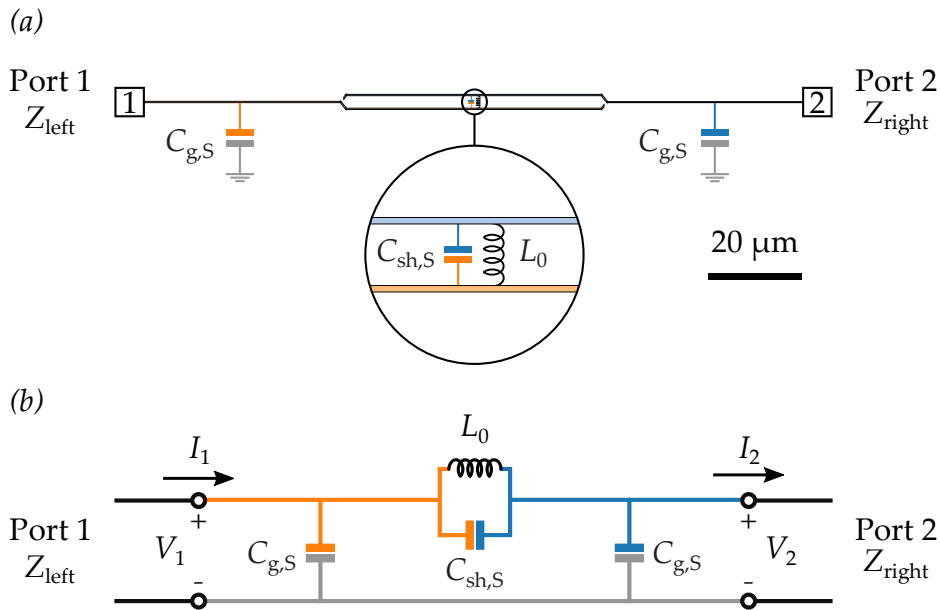 (a)
Port 1
Z_left
1
C_g,S
C_g,S
2
Port 2
Z_right
C_sh,S
L_0
20 µm
(b)
L_0
I_1
I_2
Port 1
Z_left
+
V_1
-
C_g,S
C_sh,S
C_g,S
+
V_2
-
Port 2
Z_right